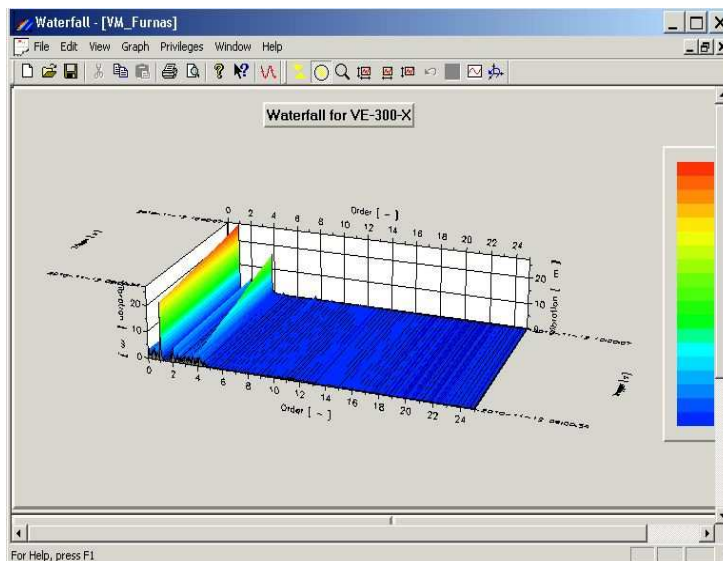 Waterfall - [VM_Furnas]
File Edit View Graph Privileges Window Help
Waterfall for VE-300-X
Order [ - ]
0 2 4 6 8 10 12 14 16 18 20 22 24
20
10
0
20
10
0
0 2 4 6 8 10 12 14 16 18 20 22 24
Order [ - ]
For Help, press F1